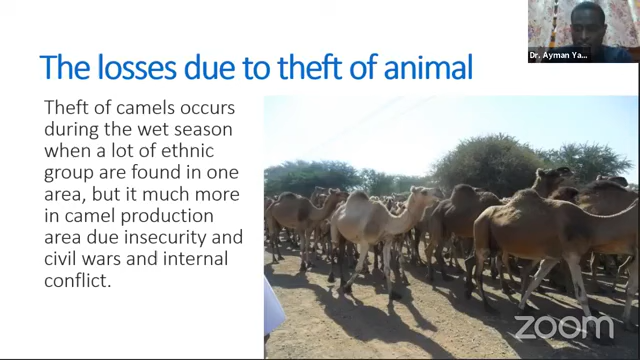 Dr. Ayman Ya...
The losses due to theft of animal
Theft of camels occurs
during the wet season
when a lot of ethnic
group are found in one
area, but it much more
in camel production
area due insecurity and
civil wars and internal
conflict.
zoom